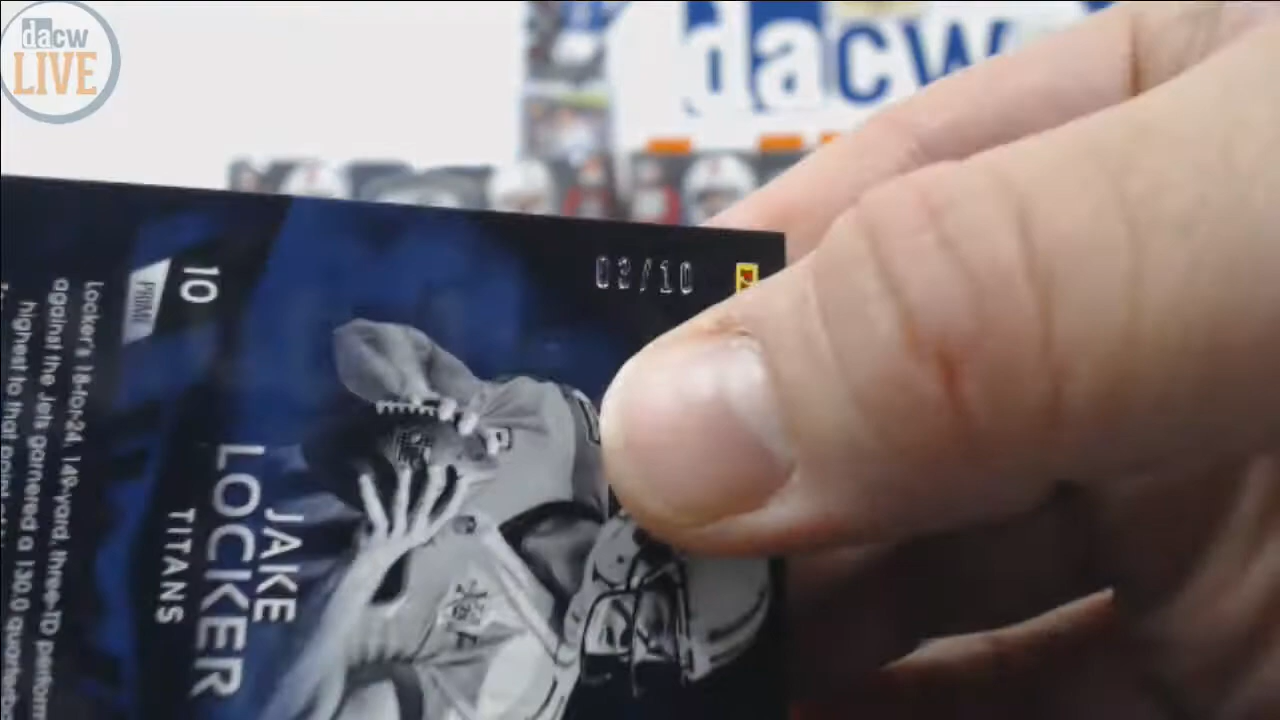 dacw
LIVE
dacw
03/10
10
PRIME
JAKE
LOCKER
TITANS
Locker's 18-for-24, 149-yard, three-TD perform
against the Jets garnered a 130.0 quarterb
highest to that point